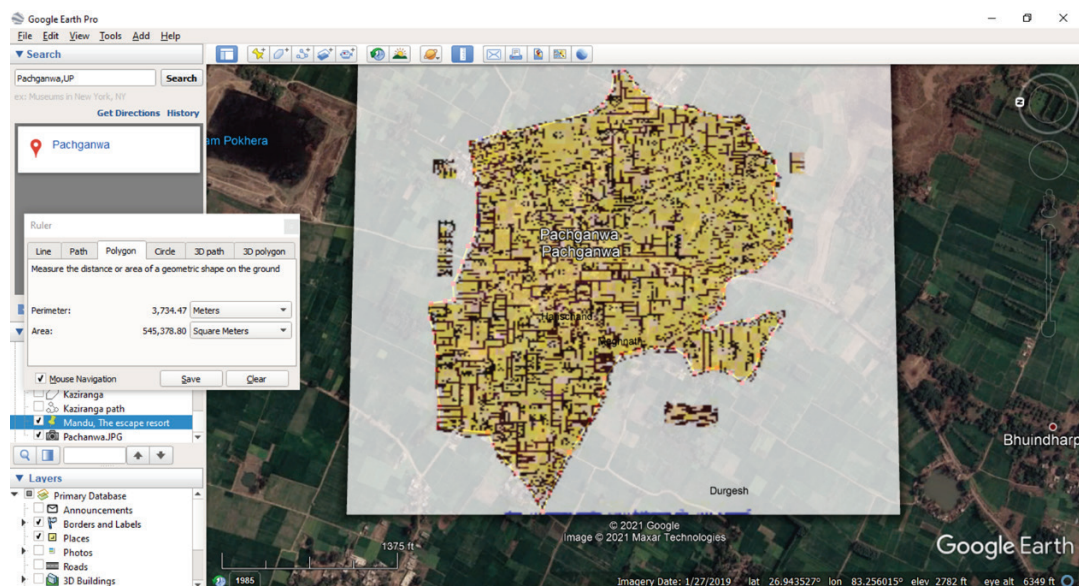 Google Earth Pro
File Edit View Tools Add Help
Search
Pachganwa,UP
Search
ex: Museums in New York, NY
Get Directions History
Pachganwa
am Pokhera
Ruler
Line Path Polygon Circle 3D path 3D polygon
Measure the distance or area of a geometric shape on the ground
Perimeter: 3,734.47 Meters
Area: 545,378.80 Square Meters
Mouse Navigation Save Clear
Kaziranga
Kaziranga path
Mandu, The escape resort
Pachanwa.JPG
Layers
Primary Database
Announcements
Borders and Labels
Places
Photos
Roads
3D Buildings
Pachganwa
Pachganwa
Bhuindharp
Durgesh
© 2021 Google
Image © 2021 Maxar Technologies
Google Earth
1375 ft
1985
Imagery Date: 1/27/2019 lat 26.943527° lon 83.256015° elev 2782 ft eye alt 6349 ft